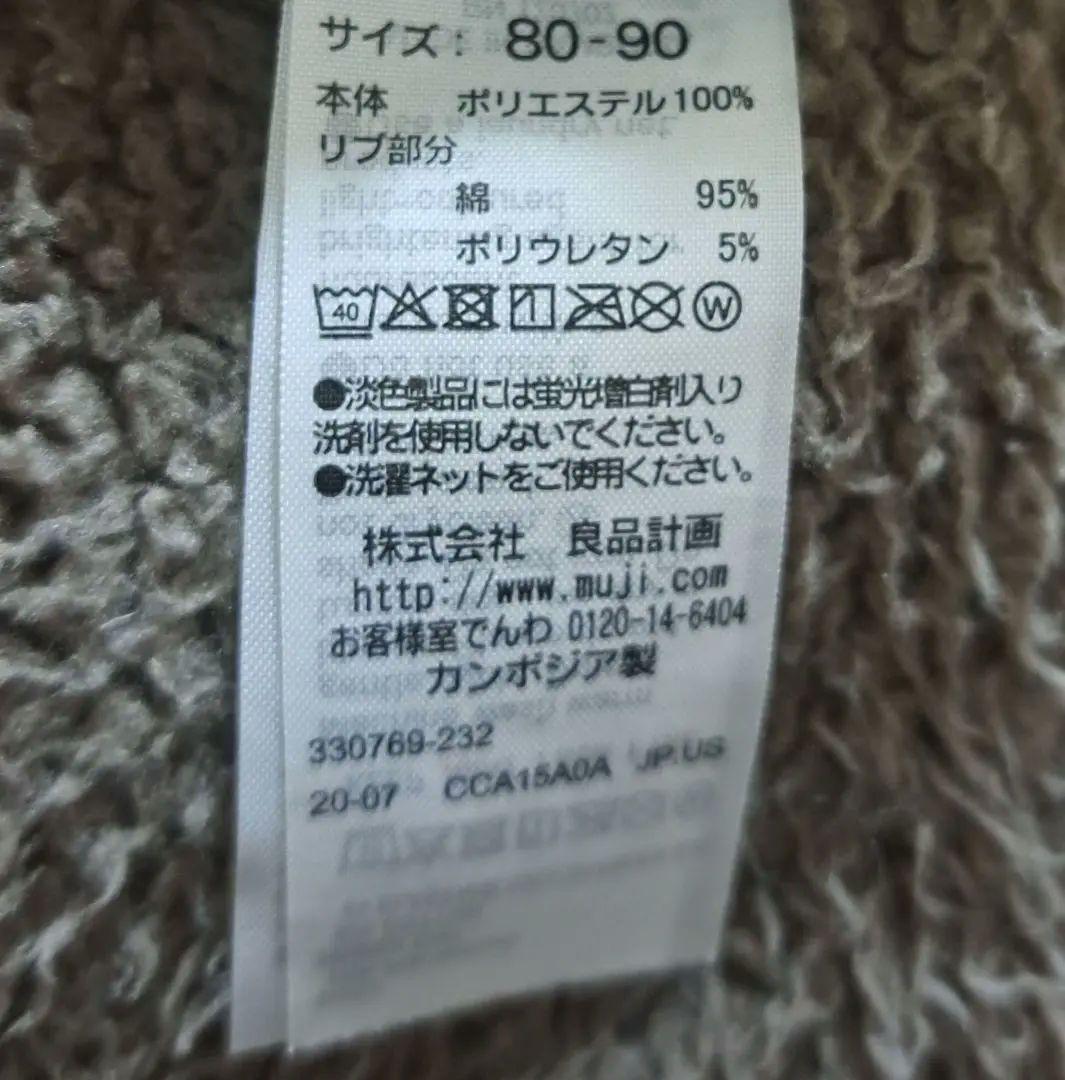 サイズ: 80-90
本体 ポリエステル100%
リブ部分
綿 95%
ポリウレタン 5%
40
W
●淡色製品には蛍光増白剤入り
洗剤を使用しないでください。
●洗濯ネットをご使用ください。
株式会社 良品計画
http://www.muji.com
お客様室でんわ 0120-14-6404
カンボジア製
330769-232
20-07 CCA15A0A JP.US